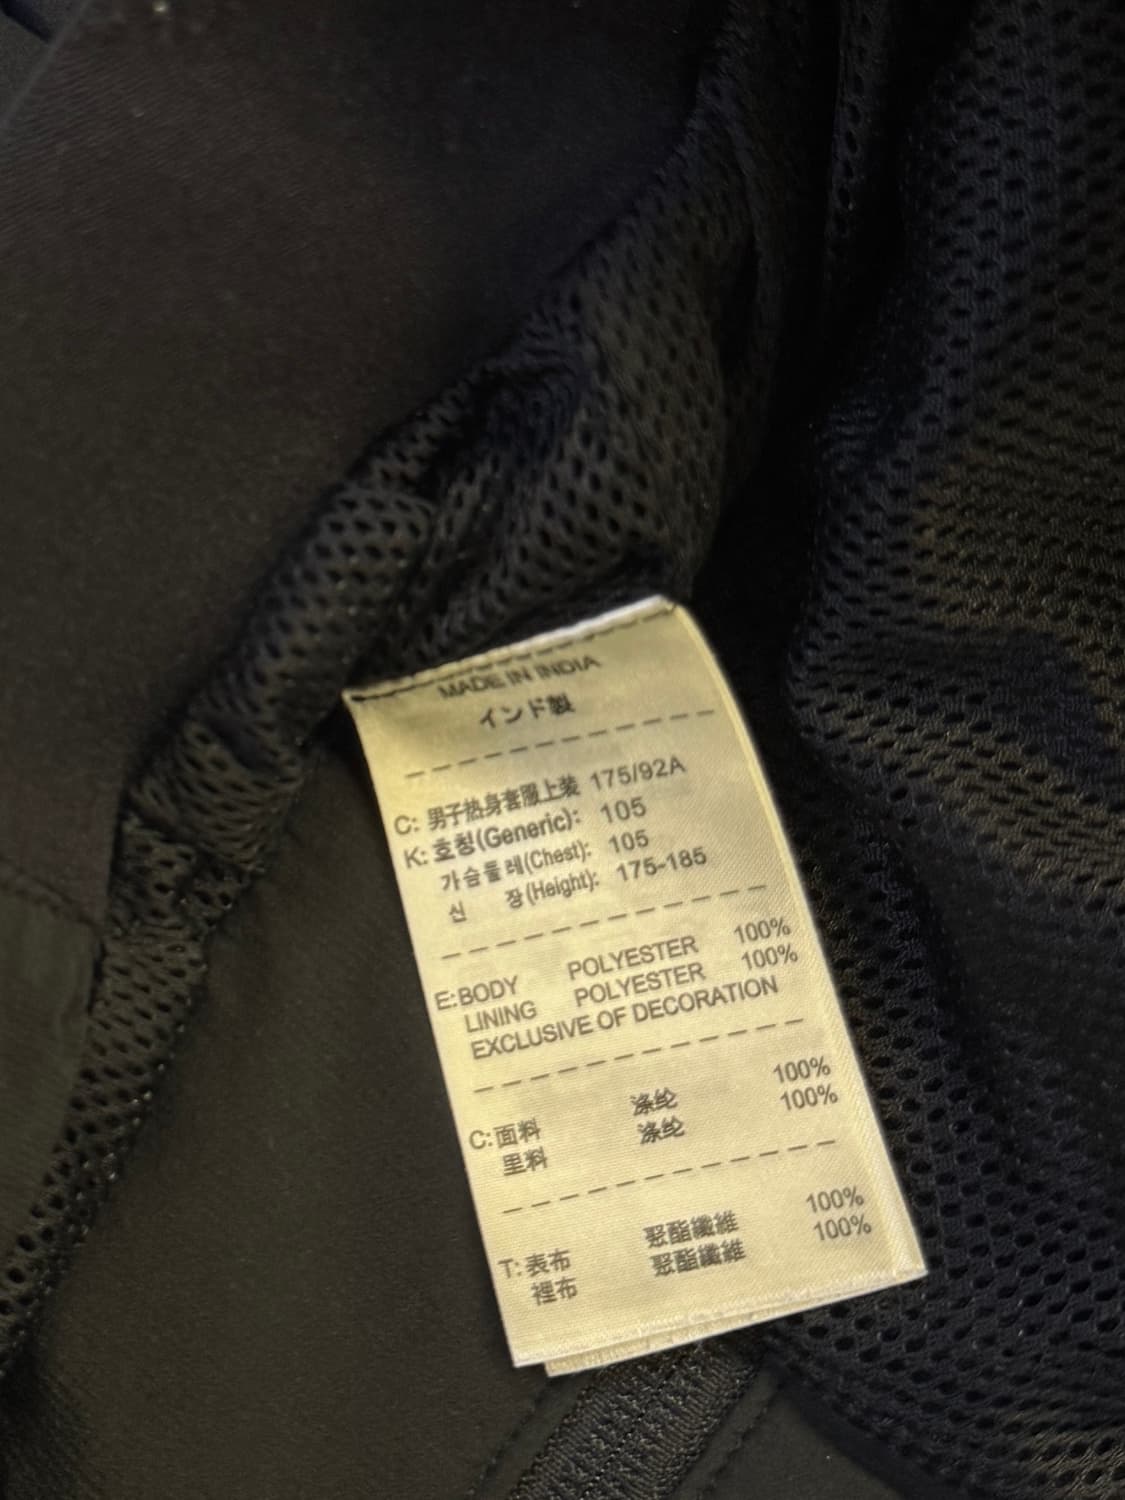 MADE IN INDIA
インド製
C: 男子热身套服上装 175/92A
K: 호칭(Generic): 105
가슴둘레(Chest): 105
신 장(Height): 175-185
E:BODY POLYESTER 100%
LINING POLYESTER 100%
EXCLUSIVE OF DECORATION
C:面料 涤纶 100%
里料 涤纶 100%
T:表布 聚酯纖維 100%
裡布 聚酯纖維 100%